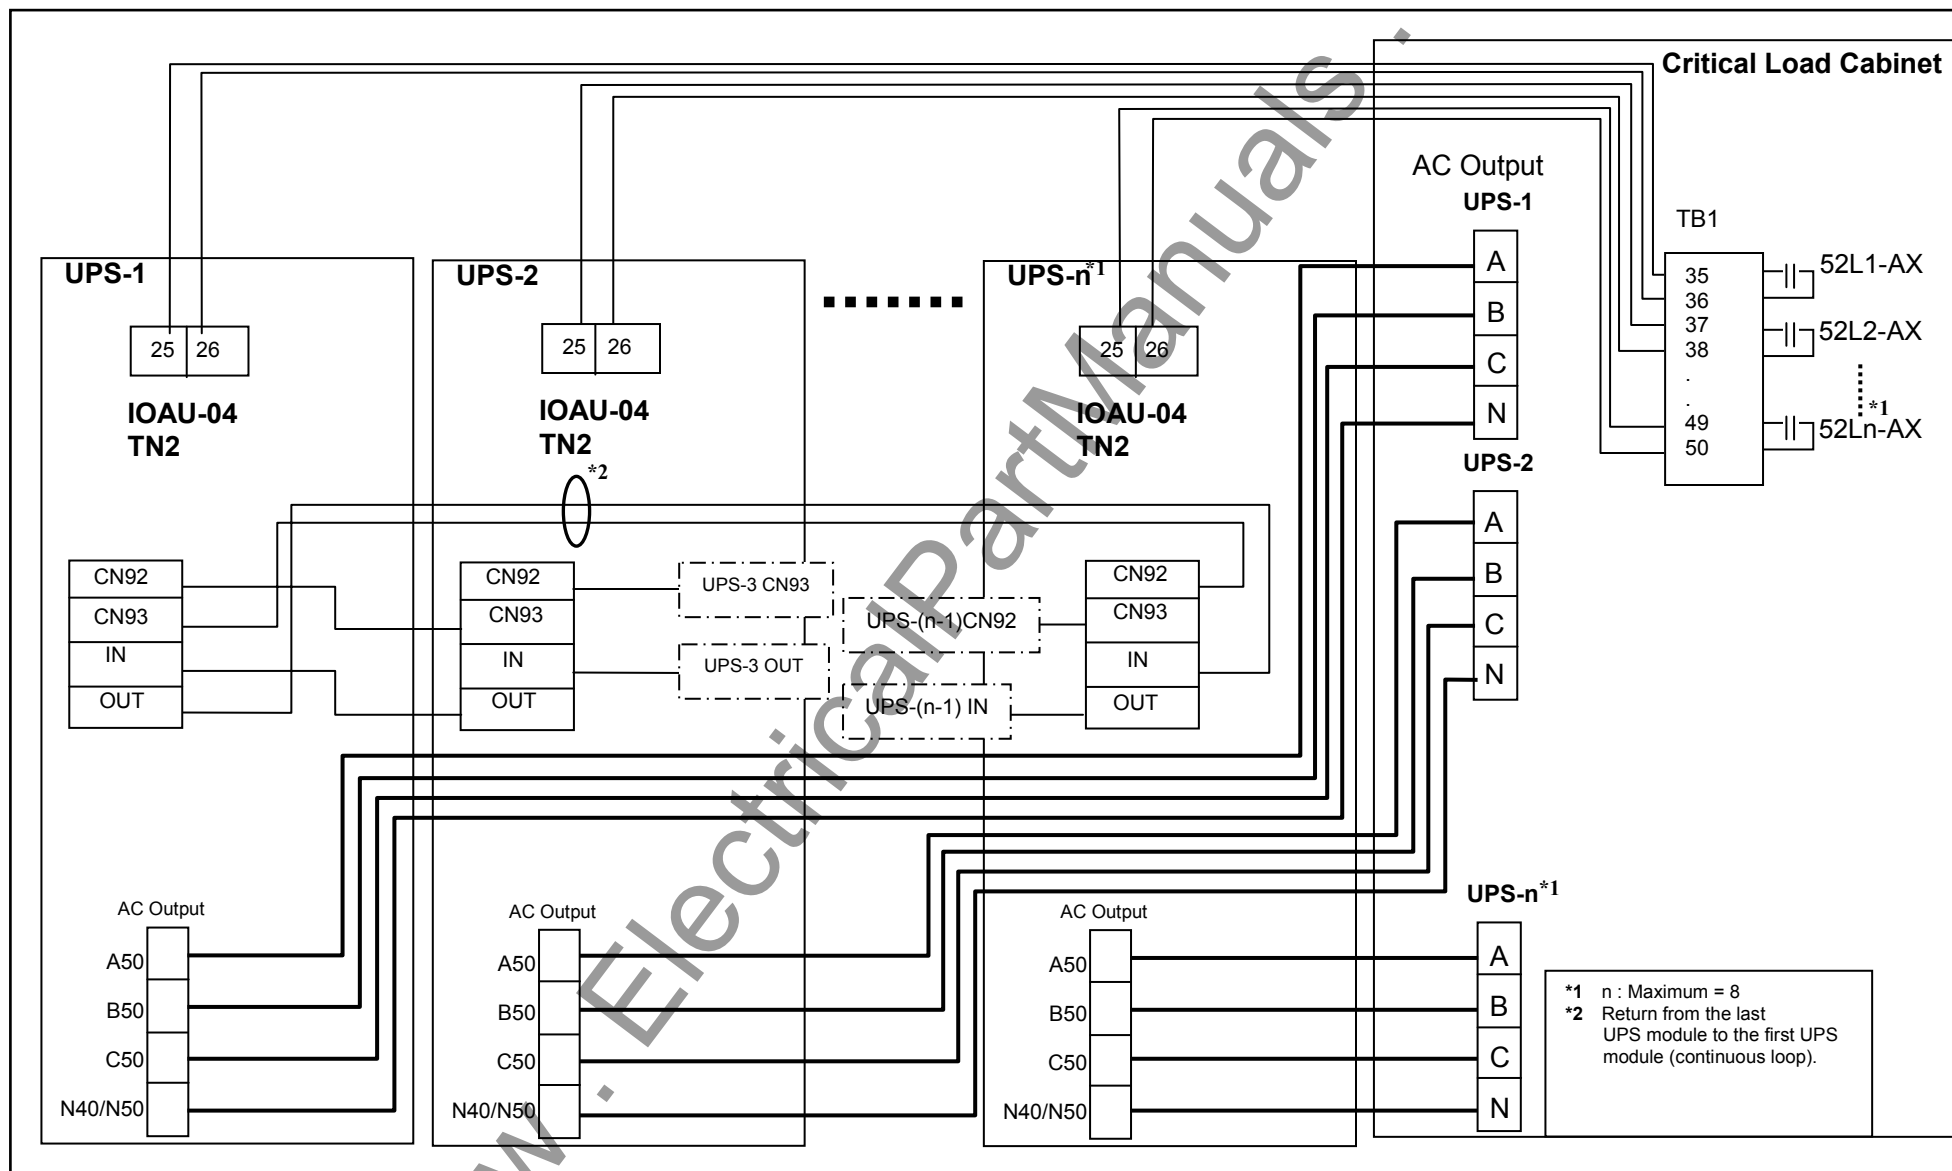 Critical Load Cabinet
AC Output
UPS-1
TB1
UPS-1
UPS-2
UPS-n*1
A
B
C
N
35
36
37
38
.
.
49
50
52L1-AX
52L2-AX
*1
52Ln-AX
25 26
25 26
25 26
IOAU-04
TN2
IOAU-04
TN2
IOAU-04
TN2
*2
UPS-2
A
B
C
N
CN92
CN93
IN
OUT
CN92
CN93
IN
OUT
UPS-3 CN93
UPS-3 OUT
UPS-(n-1)CN92
UPS-(n-1) IN
CN92
CN93
IN
OUT
AC Output
A50
B50
C50
N40/N50
AC Output
A50
B50
C50
N40/N50
AC Output
A50
B50
C50
N40/N50
UPS-n*1
A
B
C
N
*1 n : Maximum = 8
*2 Return from the last
UPS module to the first UPS
module (continuous loop).
w . ElectricalPartManuals .